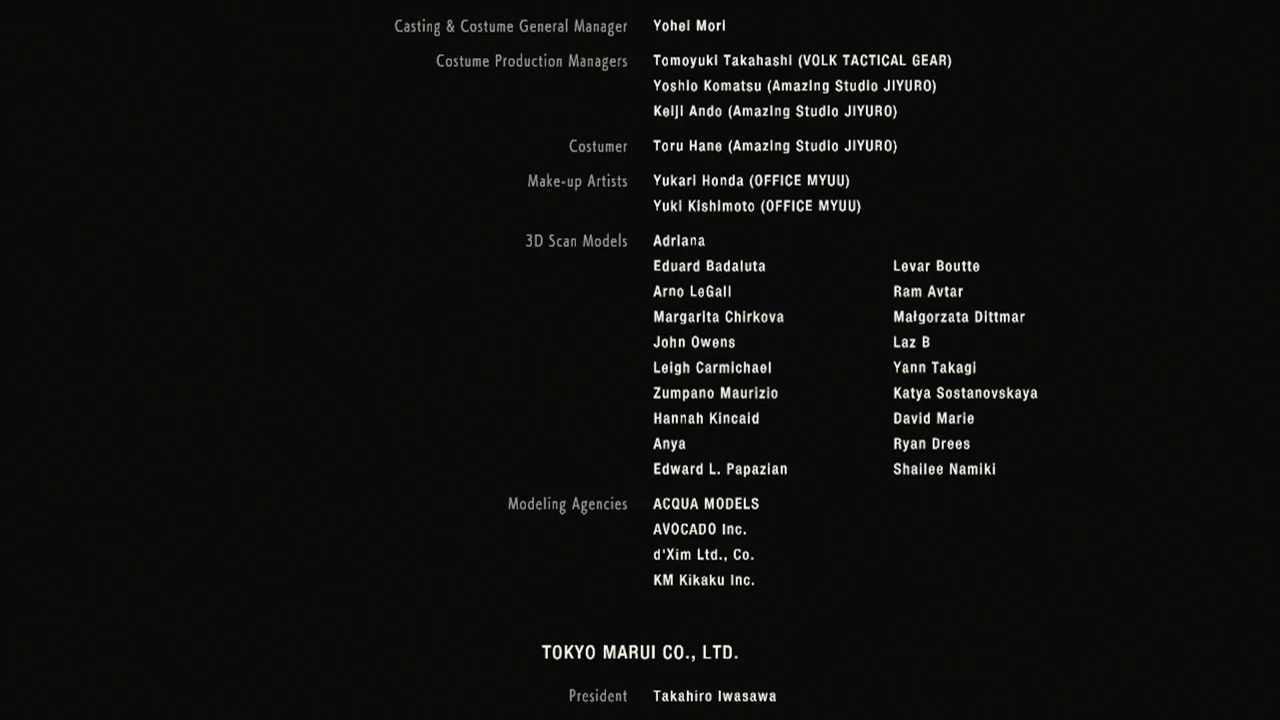 Casting & Costume General Manager Yohei Mori
Costume Production Managers Tomoyuki Takahashi (VOLK TACTICAL GEAR)
Yoshio Komatsu (Amazing Studio JIYURO)
Keiji Ando (Amazing Studio JIYURO)
Costumer Toru Hane (Amazing Studio JIYURO)
Make-up Artists Yukari Honda (OFFICE MYUU)
Yuki Kishimoto (OFFICE MYUU)
3D Scan Models Adriana
Eduard Badaluta Levar Boutte
Arno LeGall Ram Avtar
Margarita Chirkova Małgorzata Dittmar
John Owens Laz B
Leigh Carmichael Yann Takagi
Zumpano Maurizio Katya Sostanovskaya
Hannah Kincaid David Marie
Anya Ryan Drees
Edward L. Papazian Shailee Namiki
Modeling Agencies ACQUA MODELS
AVOCADO Inc.
d'Xim Ltd., Co.
KM Kikaku Inc.
TOKYO MARUI CO., LTD.
President Takahiro Iwasawa